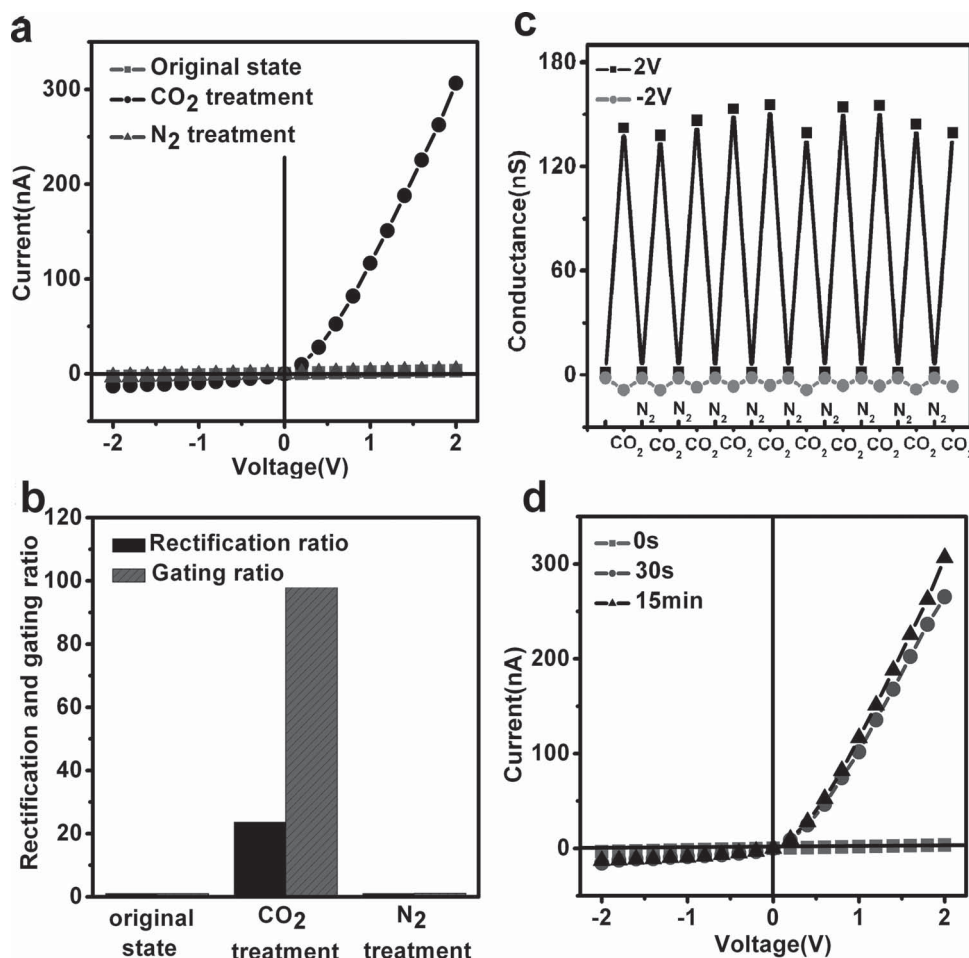 a
Original state
CO2 treatment
N2 treatment
300
200
100
0
-2 -1 0 1 2
Current(nA)
Voltage(V)
b
Rectification ratio
Gating ratio
120
100
80
60
40
20
0
Rectification and gating ratio
original state
CO2 treatment
N2 treatment
c
2V
-2V
180
120
60
0
Conductance(nS)
N2 N2 N2 N2 N2 N2 N2 N2 N2
CO2 CO2 CO2 CO2 CO2 CO2 CO2 CO2 CO2 CO2
d
0s
30s
15min
300
200
100
0
-2 -1 0 1 2
Current(nA)
Voltage(V)